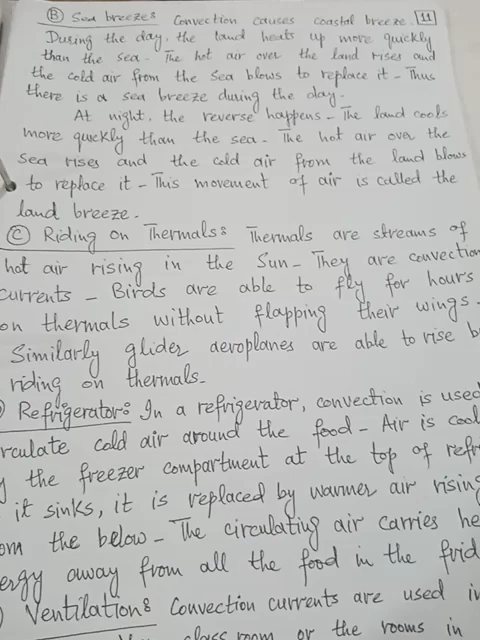 Ⓑ Sea breeze: Convection causes coastal breeze. 11
During the day, the land heats up more quickly
than the sea - The hot air over the land rises and
the cold air from the sea blows to replace it - Thus
there is a sea breeze during the day.
At night, the reverse happens - The land cools
more quickly than the sea - The hot air over the
sea rises and the cold air from the land blows
to replace it - This movement of air is called the
land breeze.
Ⓒ Riding on Thermals: Thermals are streams of
hot air rising in the Sun - They are convection
currents - Birds are able to fly for hours
on thermals without flapping their wings -
Similarly glider aeroplanes are able to rise b
riding on thermals -
) Refrigerator: In a refrigerator, convection is used
rculate cold air around the food - Air is cool
y the freezer compartment at the top of refr
it sinks, it is replaced by warmer air rising
om the below - The circulating air carries he
ergy away from all the food in the frid
) Ventilation: Convection currents are used in
class room or the rooms in